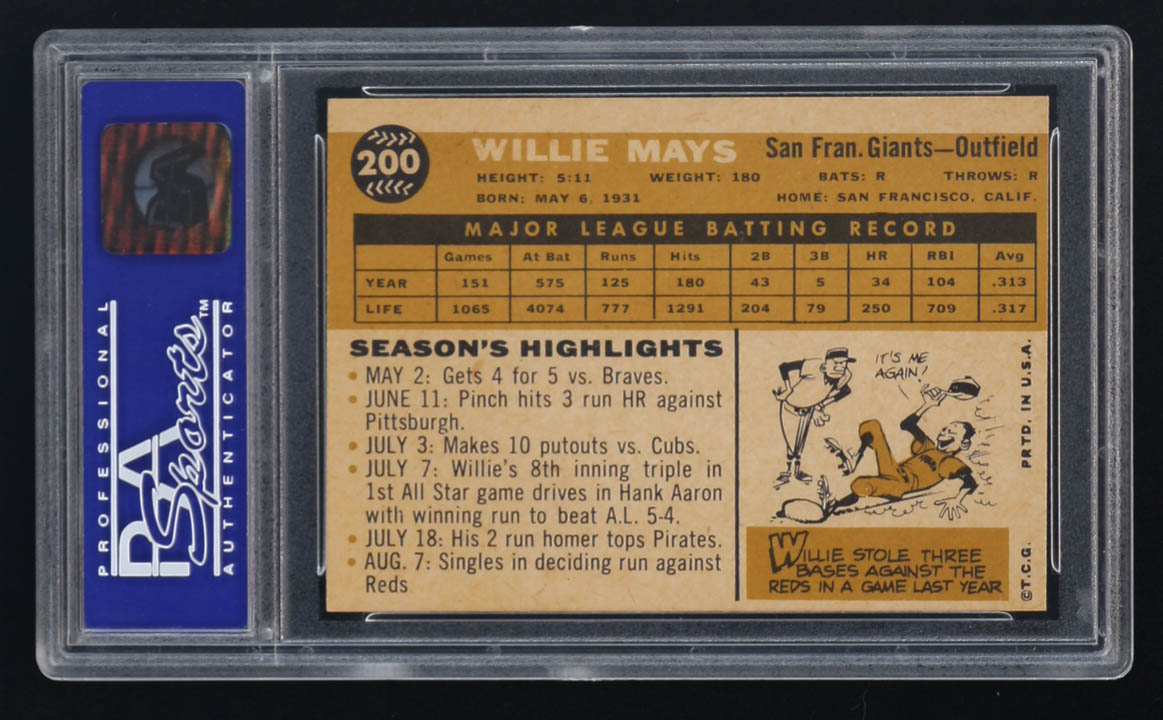 PROFESSIONAL
PSA
Sports™
AUTHENTICATOR
200
WILLIE MAYS San Fran. Giants—Outfield
HEIGHT: 5:11 WEIGHT: 180 BATS: R THROWS: R
BORN: MAY 6, 1931 HOME: SAN FRANCISCO, CALIF.
MAJOR LEAGUE BATTING RECORD
Games At Bat Runs Hits 2B 3B HR RBI Avg
YEAR 151 575 125 180 43 5 34 104 .313
LIFE 1065 4074 777 1291 204 79 250 709 .317
SEASON'S HIGHLIGHTS
• MAY 2: Gets 4 for 5 vs. Braves.
• JUNE 11: Pinch hits 3 run HR against
Pittsburgh.
• JULY 3: Makes 10 putouts vs. Cubs.
• JULY 7: Willie's 8th inning triple in
1st All Star game drives in Hank Aaron
with winning run to beat A.L. 5-4.
• JULY 18: His 2 run homer tops Pirates.
• AUG. 7: Singles in deciding run against
Reds
IT'S ME
AGAIN!
WILLIE STOLE THREE
BASES AGAINST THE
REDS IN A GAME LAST YEAR
©T.C.G. PRTD. IN U.S.A.